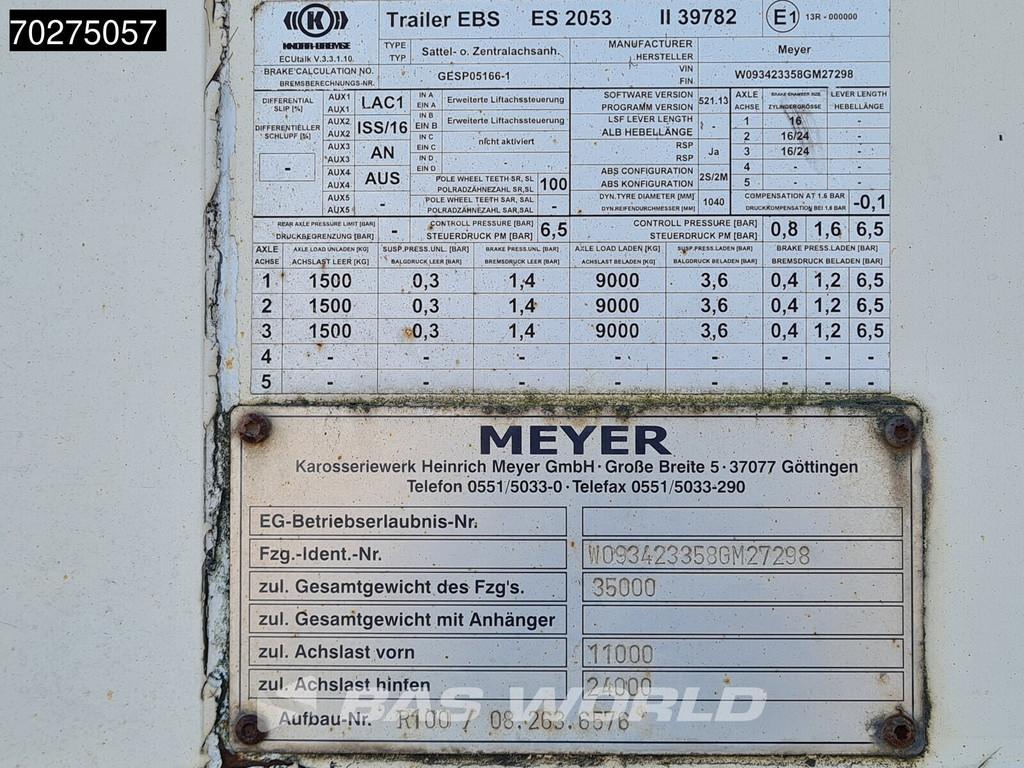 70275057
KNORR-BREMSE
ECUtalk V.3.3.1.10.
Trailer EBS ES 2053 II 39782 E1 13R - 000000
TYPE
TYP
Sattel- o. Zentralachsanh.
MANUFACTURER
HERSTELLER
Meyer
BRAKE CALCULATION NO.
BREMSBERECHNUNGS-NR.
GESP05166-1
VIN
FIN.
W093423358GM27298
DIFFERENTIAL
SLIP [%]
DIFFERENTIELLER
SCHLUPF [%]
-
AUX1
AUX1
LAC1
AUX2
AUX2
ISS/16
AUX3
AUX3
AN
AUX4
AUX4
AUS
AUX5
AUX5
-
IN A
EIN A
Erweiterte Liftachssteuerung
IN B
EIN B
Erweiterte Liftachssteuerung
IN C
EIN C
nicht aktiviert
IN D
EIN D
-
POLE WHEEL TEETH SR, SL
POLRADZÄHNEZAHL SR,SL
100
POLE WHEEL TEETH SAR, SAL
POLRADZÄHNEZAHL SAR,SAL
-
SOFTWARE VERSION
PROGRAMM VERSION
521.13
LSF LEVER LENGTH
ALB HEBELLÄNGE
-
RSP
RSP
Ja
ABS CONFIGURATION
ABS KONFIGURATION
2S/2M
DYN.TYRE DIAMETER [MM]
DYN.REIFENDURCHMESSER [MM]
1040
AXLE
ACHSE
BRAKE CHAMBER SIZE
ZYLINDERGRÖSSE
LEVER LENGTH
HEBELLÄNGE
1 16 -
2 16/24 -
3 16/24 -
4 - -
5 - -
COMPENSATION AT 1.6 BAR
DRUCKKOMPENSATION BEI 1.6 BAR
-0,1
REAR AXLE PRESSURE LIMIT [BAR]
DRUCKBEGRENZUNG [BAR]
-
CONTROLL PRESSURE [BAR]
STEUERDRUCK PM [BAR]
6,5
CONTROLL PRESSURE [BAR]
STEUERDRUCK PM [BAR]
0,8 1,6 6,5
AXLE
ACHSE
AXLE LOAD UNLADEN [KG]
ACHSLAST LEER [KG]
SUSP.PRESS.UNL. [BAR]
BALGDRUCK LEER [BAR]
BRAKE PRESS.UNL. [BAR]
BREMSDRUCK LEER [BAR]
AXLE LOAD LADEN [KG]
ACHSLAST BELADEN [KG]
SUSP.PRESS.LADEN [BAR]
BALGDRUCK BELADEN [BAR]
BRAKE PRESS.LADEN [BAR]
BREMSDRUCK BELADEN [BAR]
1 1500 0,3 1,4 9000 3,6 0,4 1,2 6,5
2 1500 0,3 1,4 9000 3,6 0,4 1,2 6,5
3 1500 0,3 1,4 9000 3,6 0,4 1,2 6,5
4 - - - - - - - -
5 - - - - - - - -
MEYER
Karosseriewerk Heinrich Meyer GmbH · Große Breite 5 · 37077 Göttingen
Telefon 0551/5033-0 · Telefax 0551/5033-290
EG-Betriebserlaubnis-Nr.
Fzg.-Ident.-Nr. W093423358GM27298
zul. Gesamtgewicht des Fzg's. 35000
zul. Gesamtgewicht mit Anhänger
zul. Achslast vorn 11000
zul. Achslast hinten 24000
BAS WORLD
Aufbau-Nr. R100 / 08.263.6576